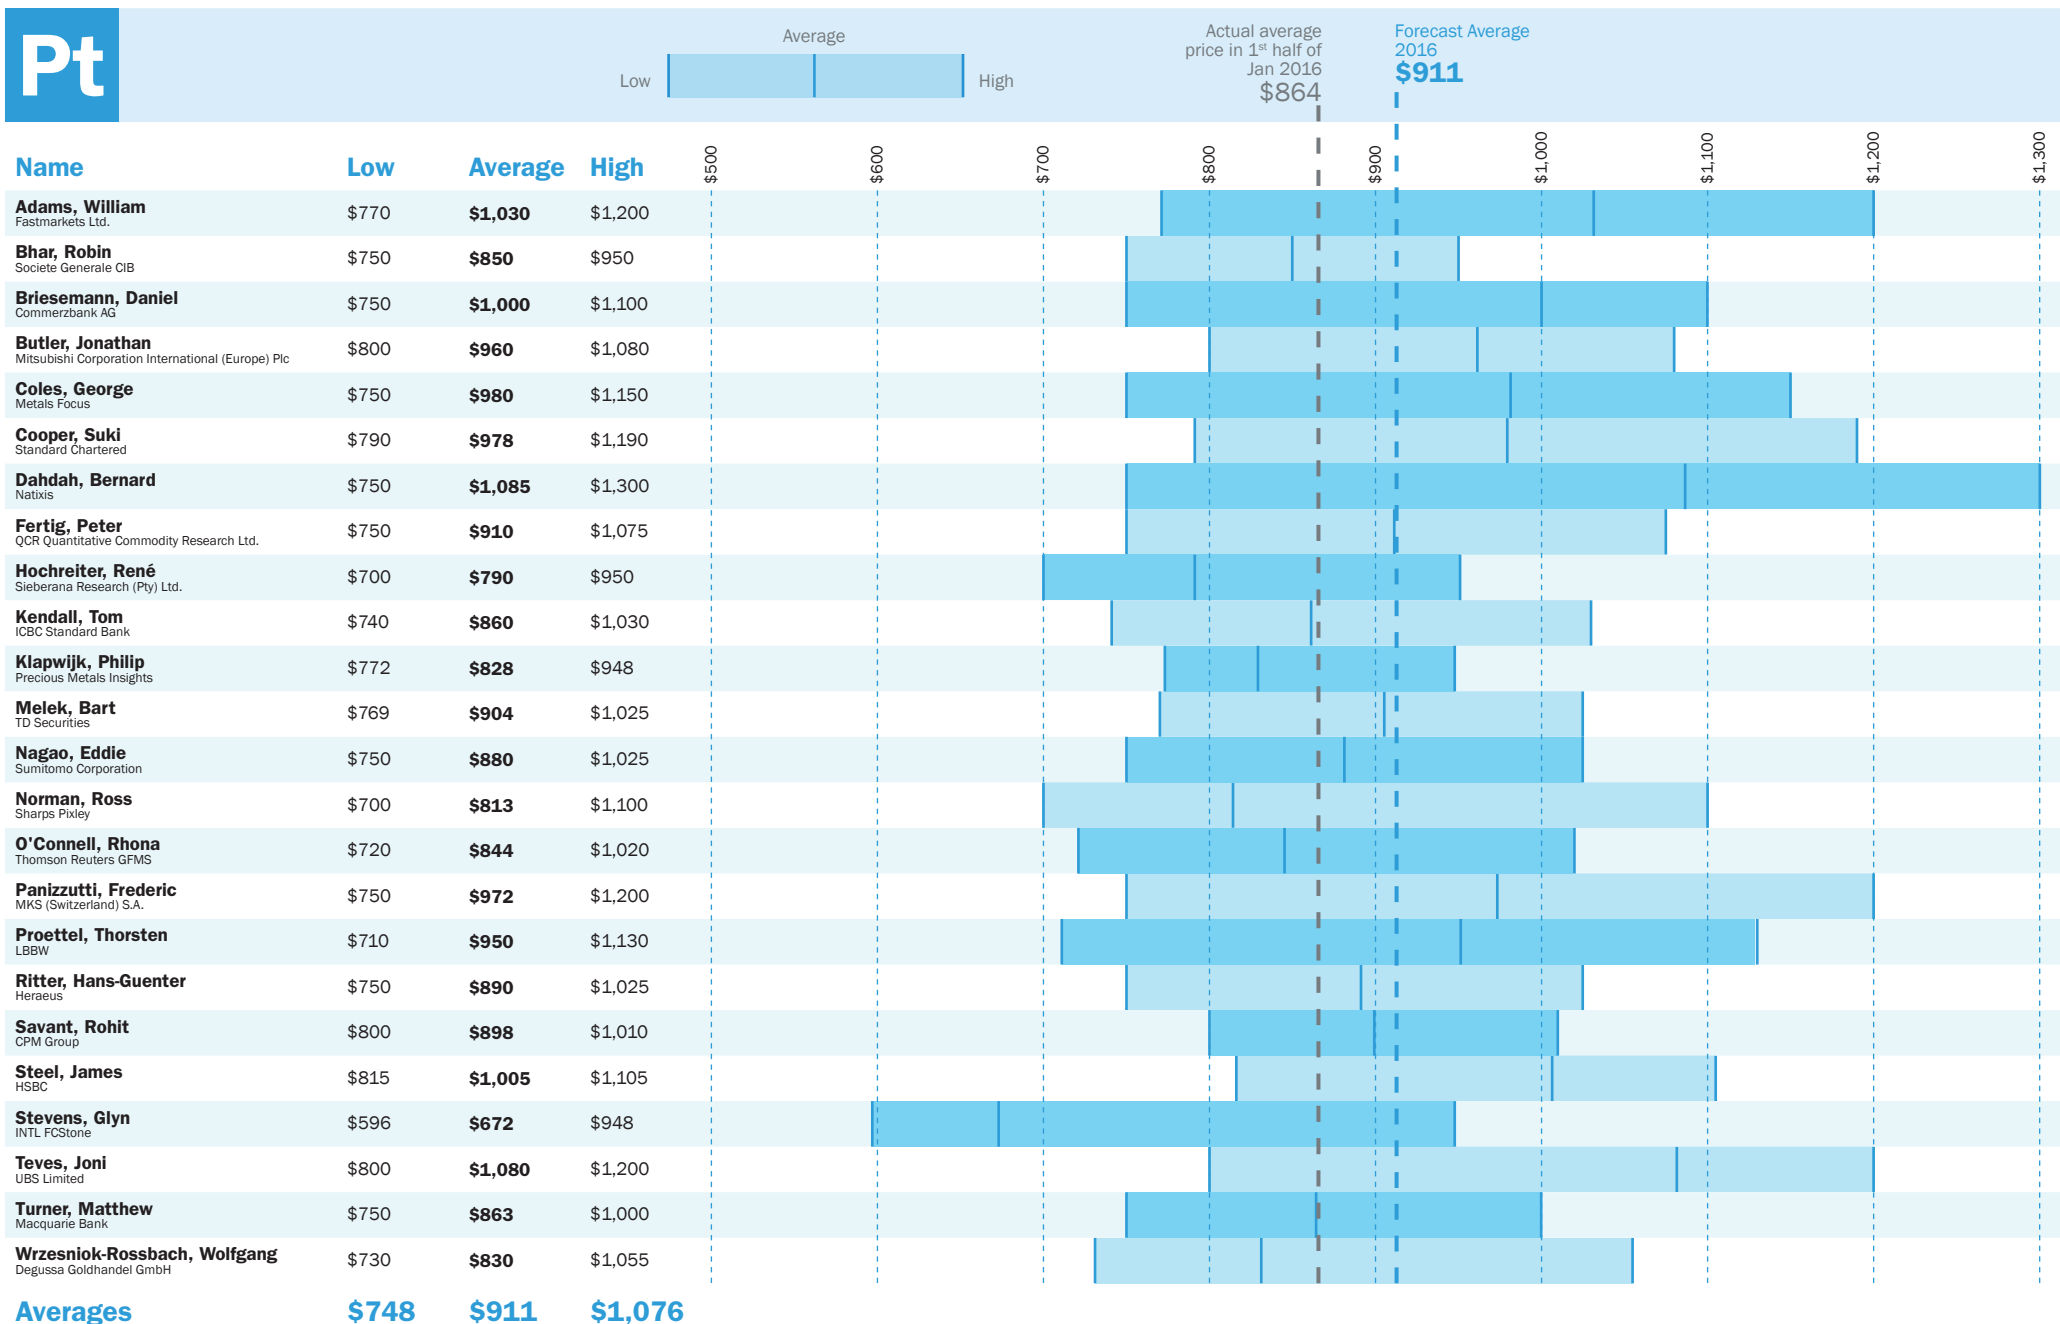 Pt
Average
Low
High
Actual average
price in 1st half of
Jan 2016
$864
Forecast Average
2016
$911
Name Low Average High
$500 $600 $700 $800 $900 $1,000 $1,100 $1,200 $1,300
Adams, William $770 $1,030 $1,200
Fastmarkets Ltd.
Bhar, Robin $750 $850 $950
Societe Generale CIB
Briesemann, Daniel $750 $1,000 $1,100
Commerzbank AG
Butler, Jonathan $800 $960 $1,080
Mitsubishi Corporation International (Europe) Plc
Coles, George $750 $980 $1,150
Metals Focus
Cooper, Suki $790 $978 $1,190
Standard Chartered
Dahdah, Bernard $750 $1,085 $1,300
Natixis
Fertig, Peter $750 $910 $1,075
QCR Quantitative Commodity Research Ltd.
Hochreiter, René $700 $790 $950
Sieberana Research (Pty) Ltd.
Kendall, Tom $740 $860 $1,030
ICBC Standard Bank
Klapwijk, Philip $772 $828 $948
Precious Metals Insights
Melek, Bart $769 $904 $1,025
TD Securities
Nagao, Eddie $750 $880 $1,025
Sumitomo Corporation
Norman, Ross $700 $813 $1,100
Sharps Pixley
O'Connell, Rhona $720 $844 $1,020
Thomson Reuters GFMS
Panizzutti, Frederic $750 $972 $1,200
MKS (Switzerland) S.A.
Proettel, Thorsten $710 $950 $1,130
LBBW
Ritter, Hans-Guenter $750 $890 $1,025
Heraeus
Savant, Rohit $800 $898 $1,010
CPM Group
Steel, James $815 $1,005 $1,105
HSBC
Stevens, Glyn $596 $672 $948
INTL FCStone
Teves, Joni $800 $1,080 $1,200
UBS Limited
Turner, Matthew $750 $863 $1,000
Macquarie Bank
Wrzesniok-Rossbach, Wolfgang $730 $830 $1,055
Degussa Goldhandel GmbH
Averages $748 $911 $1,076